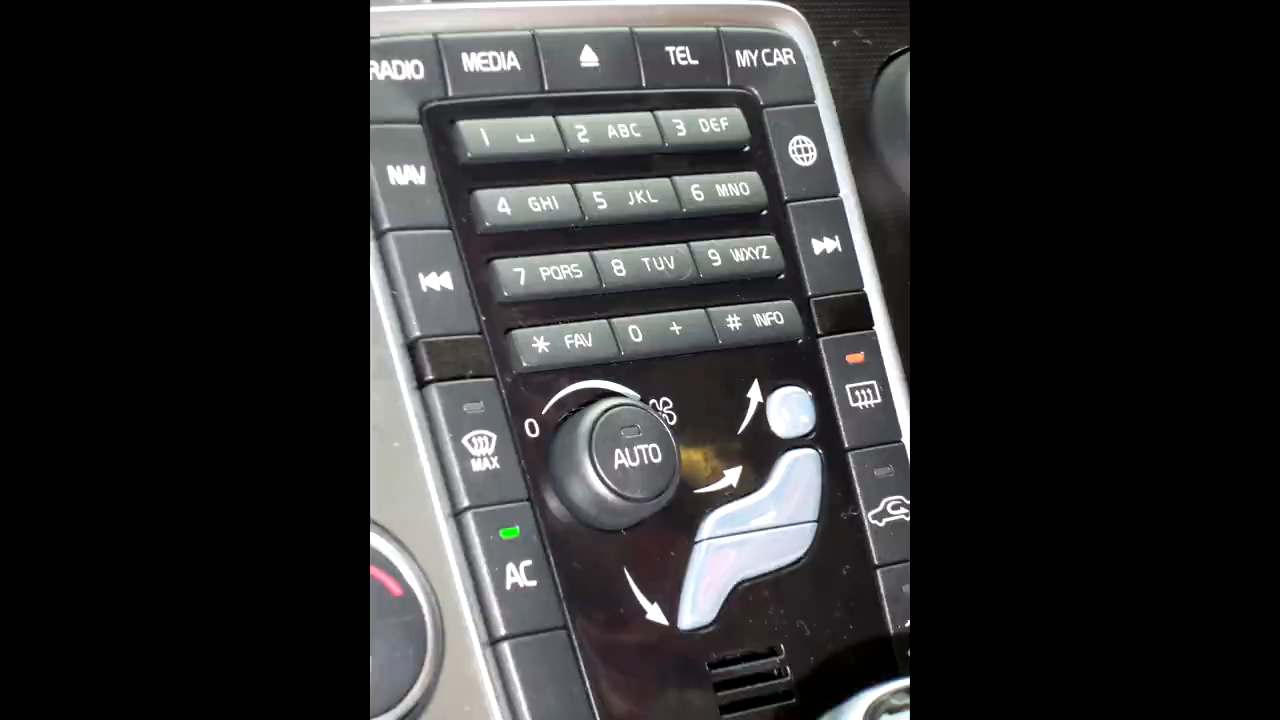 RADIO MEDIA TEL MY CAR
1 2 ABC 3 DEF
NAV
4 GHI 5 JKL 6 MNO
7 PQRS 8 TUV 9 WXYZ
* FAV 0 + # INFO
0
AUTO
MAX
AC